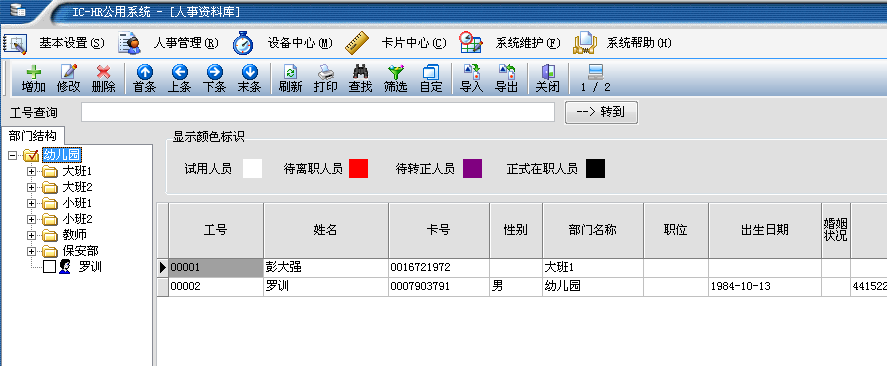 IC-HR公用系统 - [人事资料库]
基本设置(S) 人事管理(R) 设备中心(M) 卡片中心(C) 系统维护(F) 系统帮助(H)
增加 修改 删除 首条 上条 下条 末条 刷新 打印 查找 筛选 自定 导入 导出 关闭 1 / 2
工号查询 --> 转到
部门结构
显示颜色标识
幼儿园
大班1
大班2
小班1
小班2
教师
保安部
罗训
试用人员 待离职人员 待转正人员 正式在职人员
工号 姓名 卡号 性别 部门名称 职位 出生日期 婚姻状况
00001 彭大强 0016721972 大班1
00002 罗训 0007903791 男 幼儿园 1984-10-13 441522